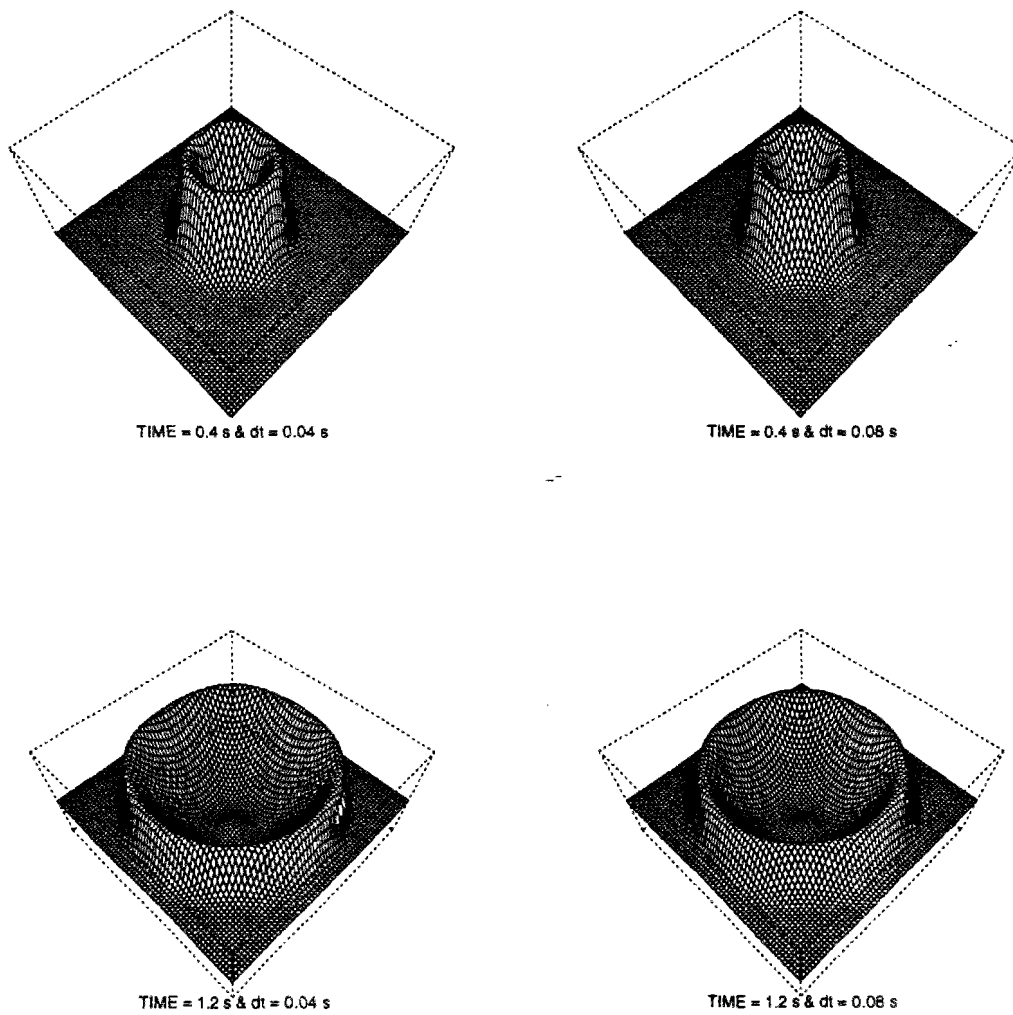 TIME = 0.4 s & dt = 0.04 s
TIME = 0.4 s & dt = 0.08 s
TIME = 1.2 s & dt = 0.04 s
TIME = 1.2 s & dt = 0.08 s